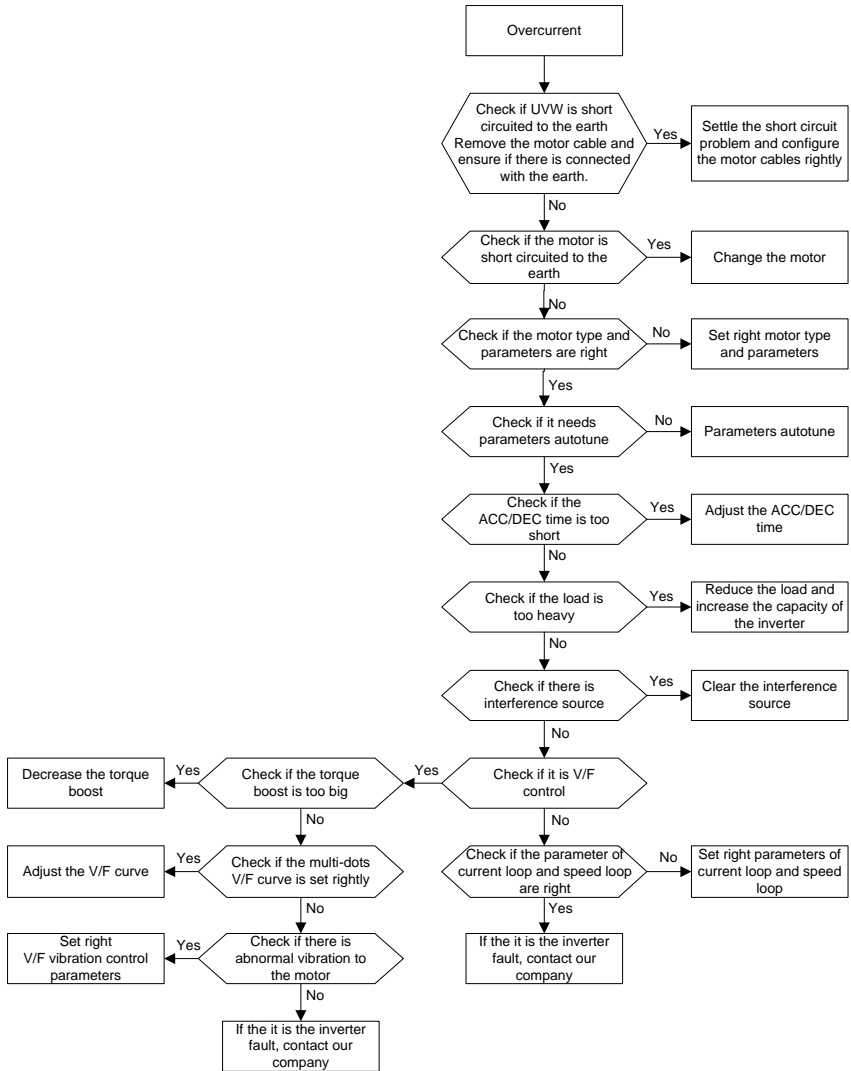 Overcurrent
Check if UVW is short
circuited to the earth
Remove the motor cable and
ensure if there is connected
with the earth.
Yes
Settle the short circuit
problem and configure
the motor cables rightly
No
Check if the motor is
short circuited to the
earth
Yes
Change the motor
No
Check if the motor type and
parameters are right
No
Set right motor type
and parameters
Yes
Check if it needs
parameters autotune
No
Parameters autotune
Yes
Check if the
ACC/DEC time is too
short
Yes
Adjust the ACC/DEC
time
No
Check if the load is
too heavy
Yes
Reduce the load and
increase the capacity of
the inverter
No
Check if there is
interference source
Yes
Clear the interference
source
No
Check if it is V/F
control
Yes
Check if the torque
boost is too big
Yes
Decrease the torque
boost
No
Check if the multi-dots
V/F curve is set rightly
Yes
Adjust the V/F curve
No
Check if there is
abnormal vibration to
the motor
Yes
Set right
V/F vibration control
parameters
No
If the it is the inverter
fault, contact our
company
No
Check if the parameter of
current loop and speed loop
are right
No
Set right parameters of
current loop and speed
loop
Yes
If the it is the inverter
fault, contact our
company